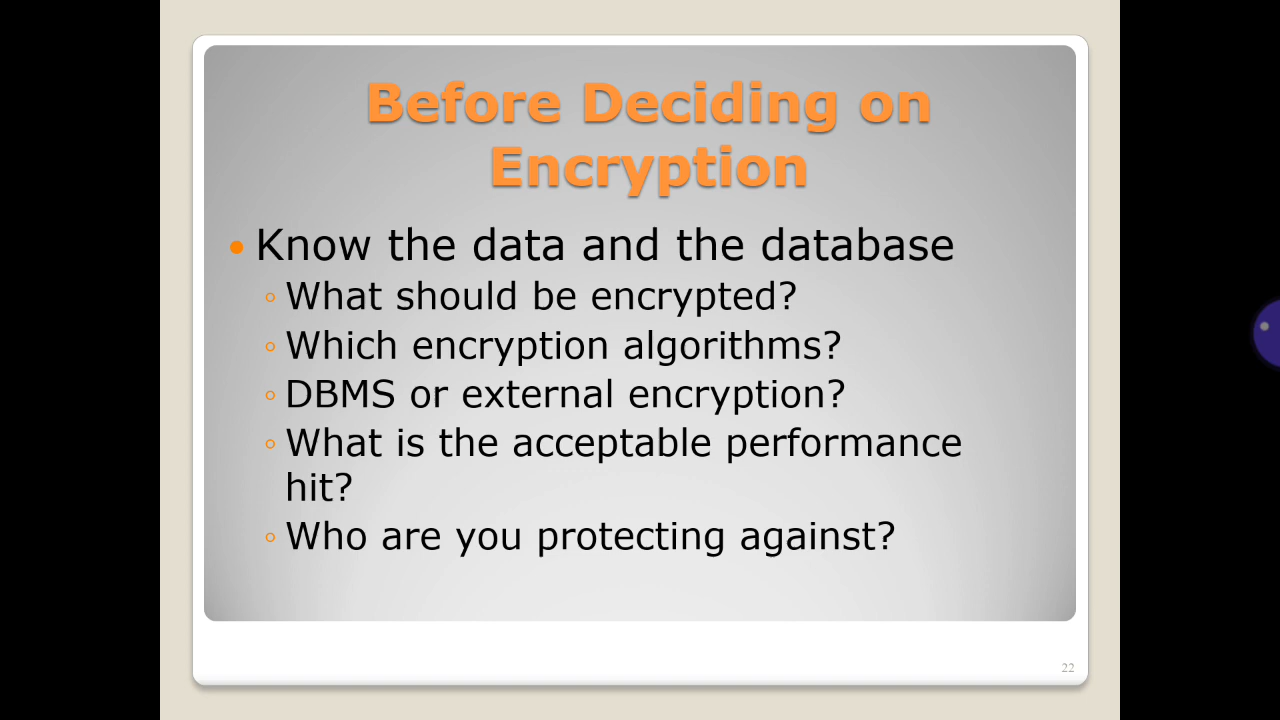 Before Deciding on
Encryption
• Know the data and the database
◦ What should be encrypted?
◦ Which encryption algorithms?
◦ DBMS or external encryption?
◦ What is the acceptable performance
hit?
◦ Who are you protecting against?
22